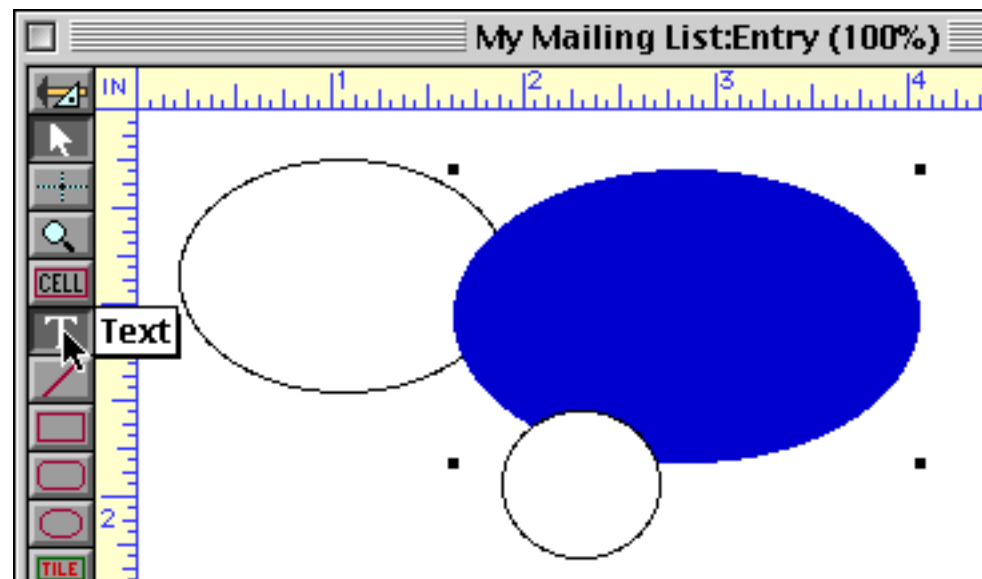 My Mailing List:Entry (100%)
IN 1 2 3 4
CELL
T Text
2
TILE